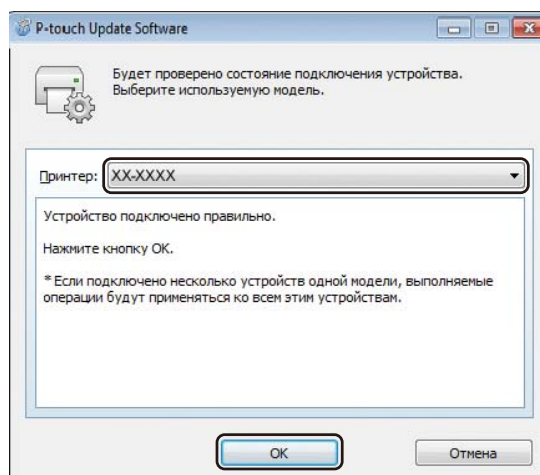 P-touch Update Software
Будет проверено состояние подключения устройства.
Выберите используемую модель.
Принтер: XX-XXXX
Устройство подключено правильно.
Нажмите кнопку OK.
* Если подключено несколько устройств одной модели, выполняемые
операции будут применяться ко всем этим устройствам.
OK Отмена